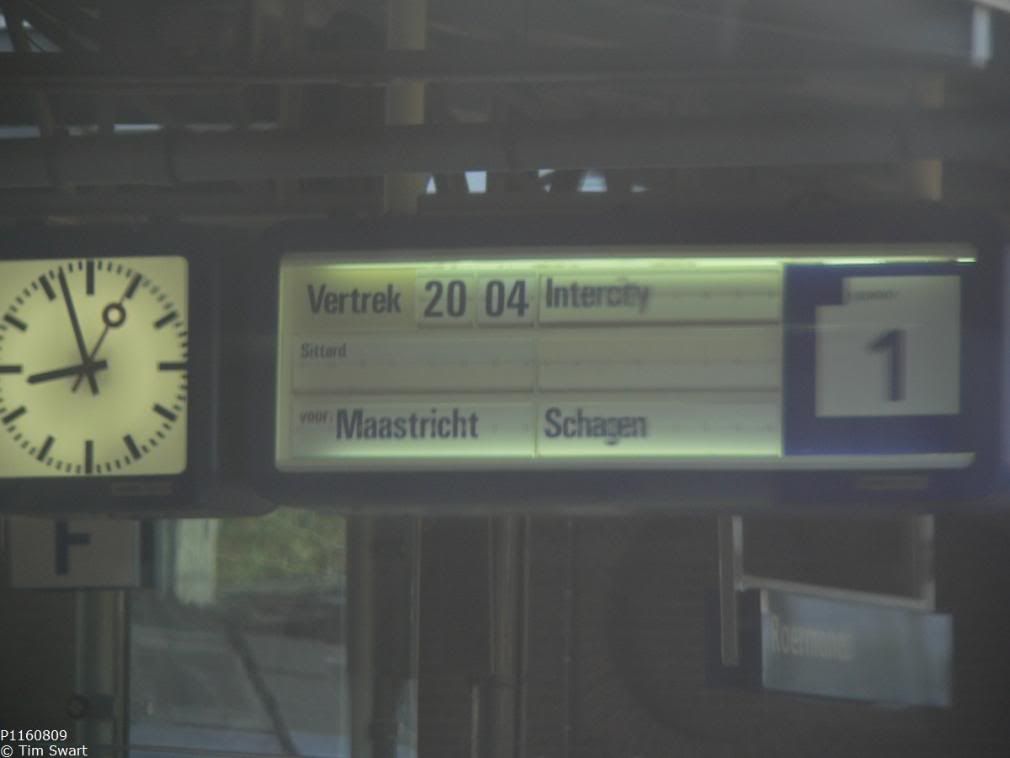 Vertrek 20 04 Intercity
Sittard
voor: Maastricht Schagen
1
F
Roermond
P1160809
© Tim Swart